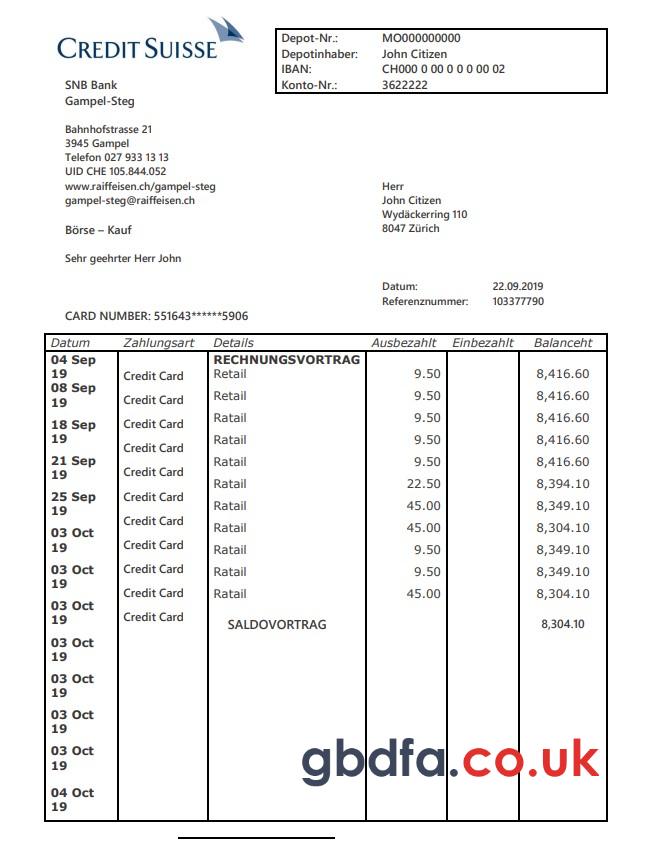 CREDIT SUISSE
Depot-Nr.: MO000000000
Depotinhaber: John Citizen
IBAN: CH000 0 00 0 0 0 00 02
Konto-Nr.: 3622222
SNB Bank
Gampel-Steg
Bahnhofstrasse 21
3945 Gampel
Telefon 027 933 13 13
UID CHE 105.844.052
www.raiffeisen.ch/gampel-steg
gampel-steg@raiffeisen.ch
Herr
John Citizen
Wydäckerring 110
8047 Zürich
Börse – Kauf
Sehr geehrter Herr John
Datum: 22.09.2019
Referenznummer: 103377790
CARD NUMBER: 551643******5906
Datum Zahlungsart Details Ausbezahlt Einbezahlt Balanceht
04 Sep RECHNUNGSVORTRAG
19 Credit Card Retail 9.50 8,416.60
08 Sep
19 Credit Card Retail 9.50 8,416.60
18 Sep Ratail 9.50 8,416.60
19 Credit Card Ratail 9.50 8,416.60
21 Sep Ratail 9.50 8,416.60
19 Credit Card Ratail 22.50 8,394.10
25 Sep Credit Card Ratail 45.00 8,349.10
19 Credit Card Ratail 45.00 8,304.10
03 Oct
19 Credit Card Ratail 9.50 8,349.10
03 Oct Credit Card Ratail 9.50 8,349.10
19 Credit Card Ratail 45.00 8,304.10
03 Oct
19 Credit Card SALDOVORTRAG 8,304.10
03 Oct
19
03 Oct
19
03 Oct
19
03 Oct
19
04 Oct
19
gbdfa.co.uk